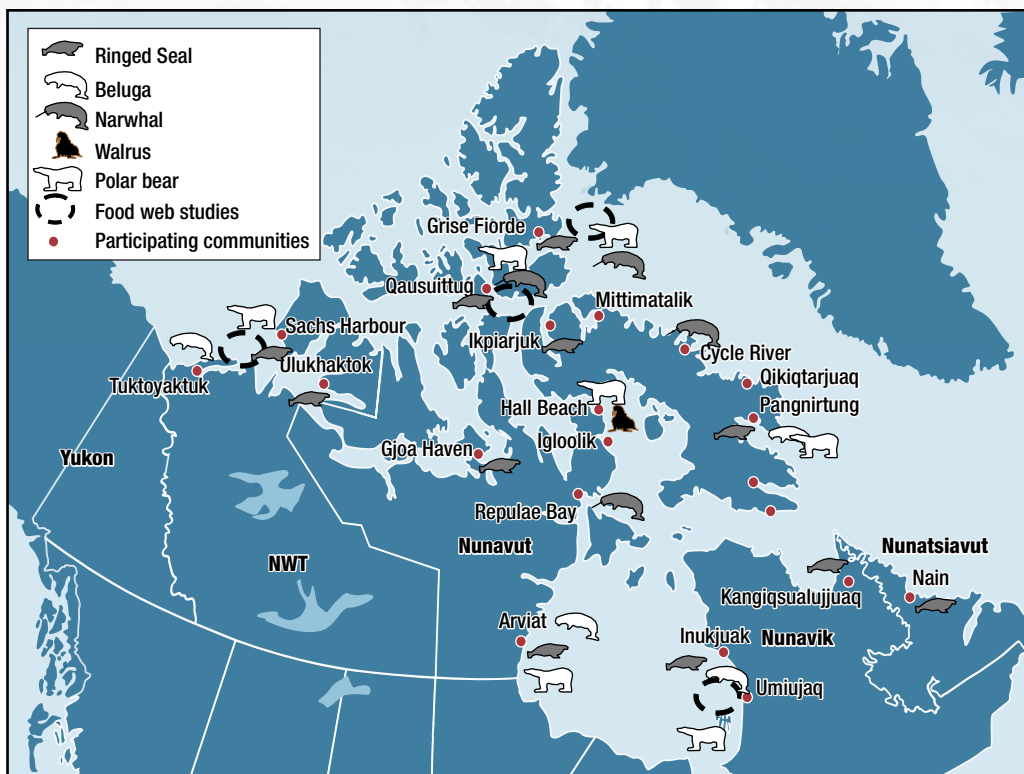 Ringed Seal
Beluga
Narwhal
Walrus
Polar bear
Food web studies
Participating communities
Grise Fiorde
Qausuittug
Mittimatalik
Sachs Harbour
Ikpiarjuk
Cycle River
Ulukhaktok
Tuktoyaktuk
Qikiqtarjuaq
Hall Beach
Pangnirtung
Igloolik
Gjoa Haven
Yukon
Repulae Bay
Nunavut
Nunatsiavut
NWT
Nain
Kangiqsualujjuaq
Arviat
Inukjuak
Nunavik
Umiujaq